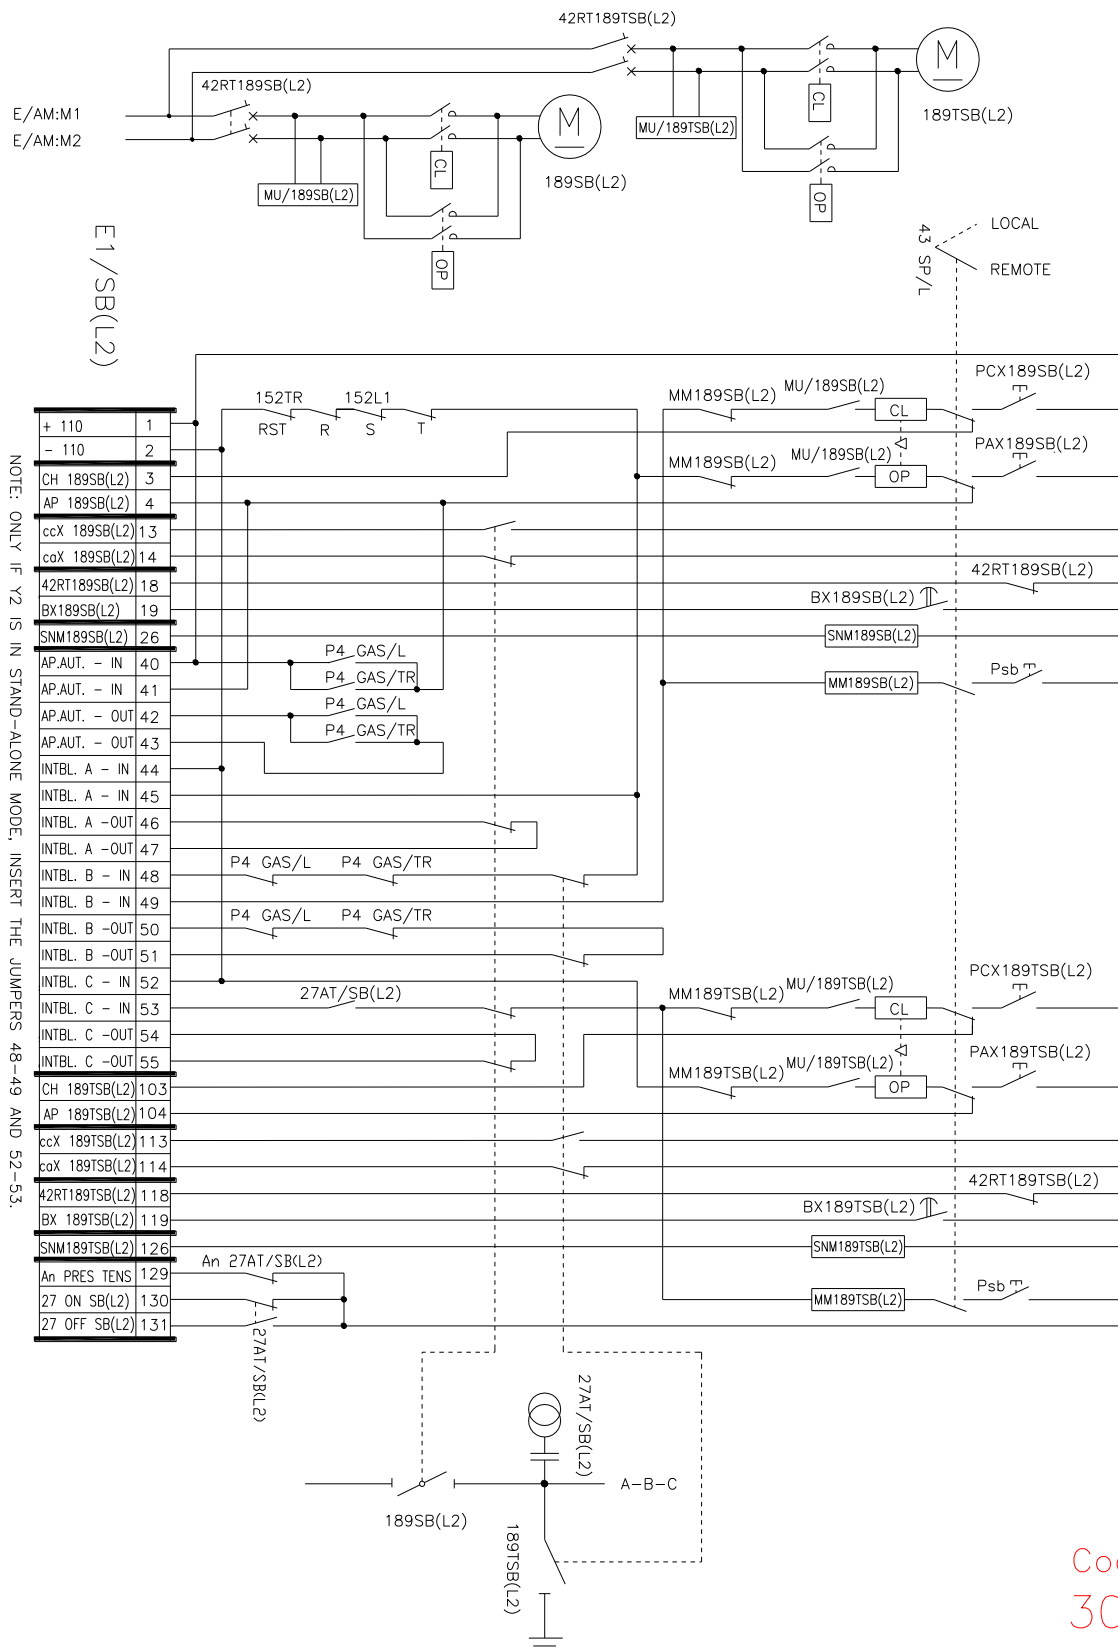 42RT189TSB(L2)
M
189TSB(L2)
CL
MU/189TSB(L2)
OP
42RT189SB(L2)
E/AM:M1
E/AM:M2
M
189SB(L2)
CL
MU/189SB(L2)
OP
E1/SB(L2)
43 SP/L
LOCAL
REMOTE
152TR
152L1
RST
R
S
T
MM189SB(L2)
MU/189SB(L2)
CL
PCX189SB(L2)
MM189SB(L2)
MU/189SB(L2)
OP
PAX189SB(L2)
+ 110 1
- 110 2
CH 189SB(L2) 3
AP 189SB(L2) 4
ccX 189SB(L2) 13
caX 189SB(L2) 14
42RT189SB(L2) 18
42RT189SB(L2)
BX189SB(L2) 19
BX189SB(L2)
SNM189SB(L2) 26
SNM189SB(L2)
AP.AUT. - IN 40
P4 GAS/L
AP.AUT. - IN 41
P4 GAS/TR
MM189SB(L2)
Psb
AP.AUT. - OUT 42
P4 GAS/L
AP.AUT. - OUT 43
P4 GAS/TR
INTBL. A - IN 44
INTBL. A - IN 45
INTBL. A -OUT 46
INTBL. A -OUT 47
INTBL. B - IN 48
P4 GAS/L
P4 GAS/TR
INTBL. B - IN 49
INTBL. B -OUT 50
P4 GAS/L
P4 GAS/TR
INTBL. B -OUT 51
INTBL. C - IN 52
INTBL. C - IN 53
27AT/SB(L2)
MM189TSB(L2)
MU/189TSB(L2)
CL
PCX189TSB(L2)
INTBL. C -OUT 54
INTBL. C -OUT 55
CH 189TSB(L2) 103
MM189TSB(L2)
MU/189TSB(L2)
OP
PAX189TSB(L2)
AP 189TSB(L2) 104
ccX 189TSB(L2) 113
caX 189TSB(L2) 114
42RT189TSB(L2) 118
42RT189TSB(L2)
BX 189TSB(L2) 119
BX189TSB(L2)
SNM189TSB(L2) 126
SNM189TSB(L2)
An PRES TENS 129
An 27AT/SB(L2)
27 ON SB(L2) 130
MM189TSB(L2)
Psb
27 OFF SB(L2) 131
27AT/SB(L2)
NOTE: ONLY IF Y2 IS IN STAND-ALONE MODE, INSERT THE JUMPERS 48-49 AND 52-53.
27AT/SB(L2)
A-B-C
189SB(L2)
189TSB(L2)